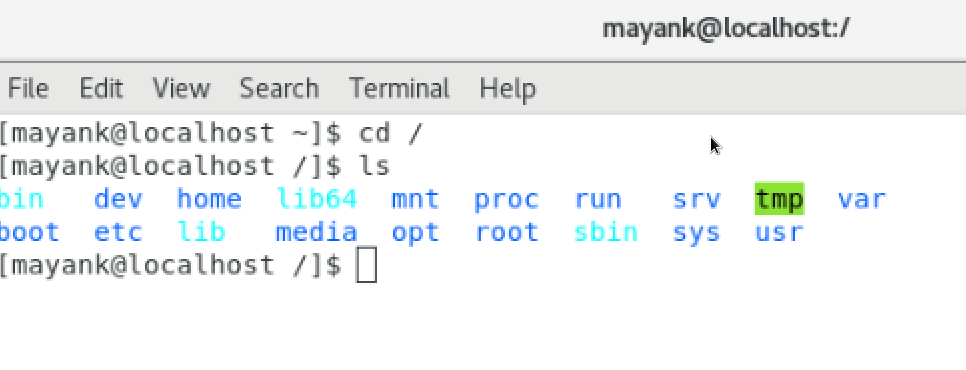 mayank@localhost:/
File Edit View Search Terminal Help
[mayank@localhost ~]$ cd /
[mayank@localhost /]$ ls
bin dev home lib64 mnt proc run srv tmp var
boot etc lib media opt root sbin sys usr
[mayank@localhost /]$